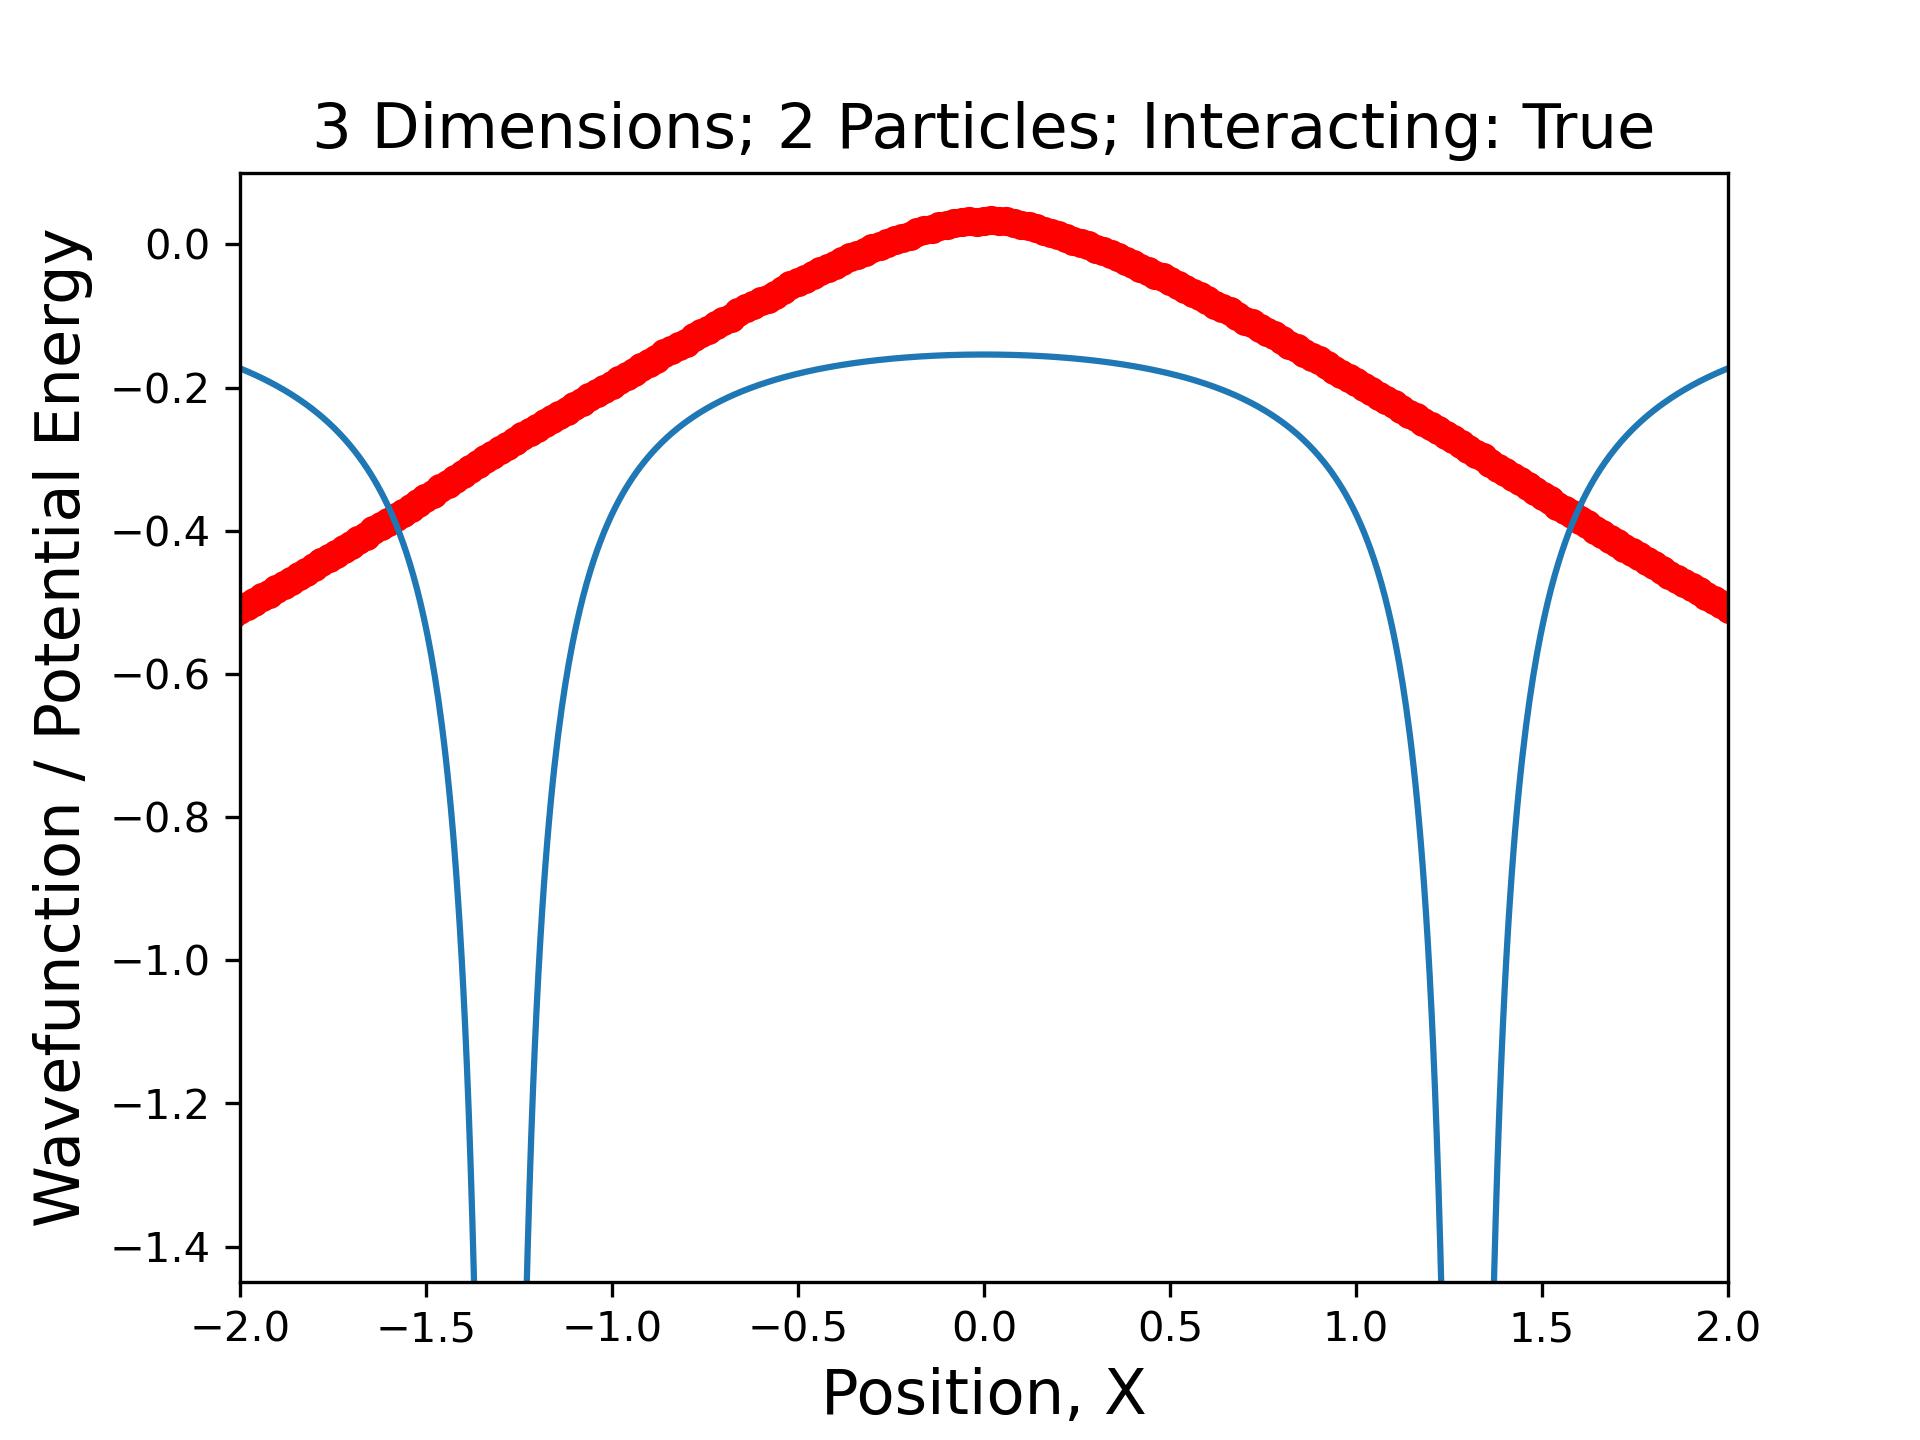 3 Dimensions; 2 Particles; Interacting: True
Wavefunction / Potential Energy
0.0
−0.2
−0.4
−0.6
−0.8
−1.0
−1.2
−1.4
−2.0 −1.5 −1.0 −0.5 0.0 0.5 1.0 1.5 2.0
Position, X